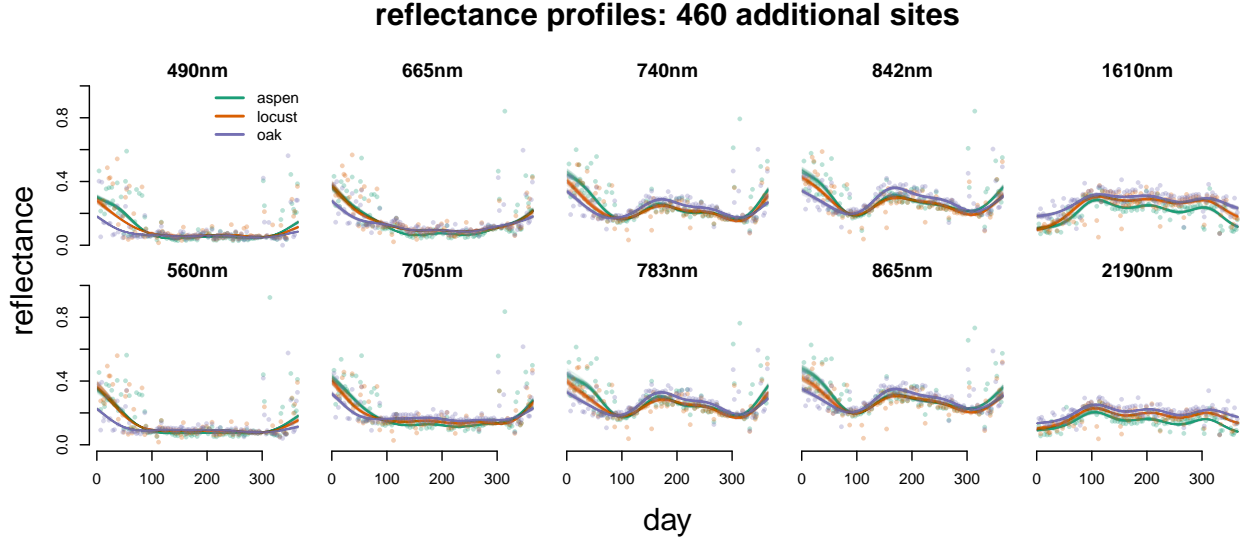 reflectance profiles: 460 additional sites
490nm
665nm
740nm
842nm
1610nm
aspen
locust
oak
0.8
0.4
0.0
560nm
705nm
783nm
865nm
2190nm
0.8
0.4
0.0
reflectance
0 100 200 300
0 100 200 300
0 100 200 300
0 100 200 300
0 100 200 300
day